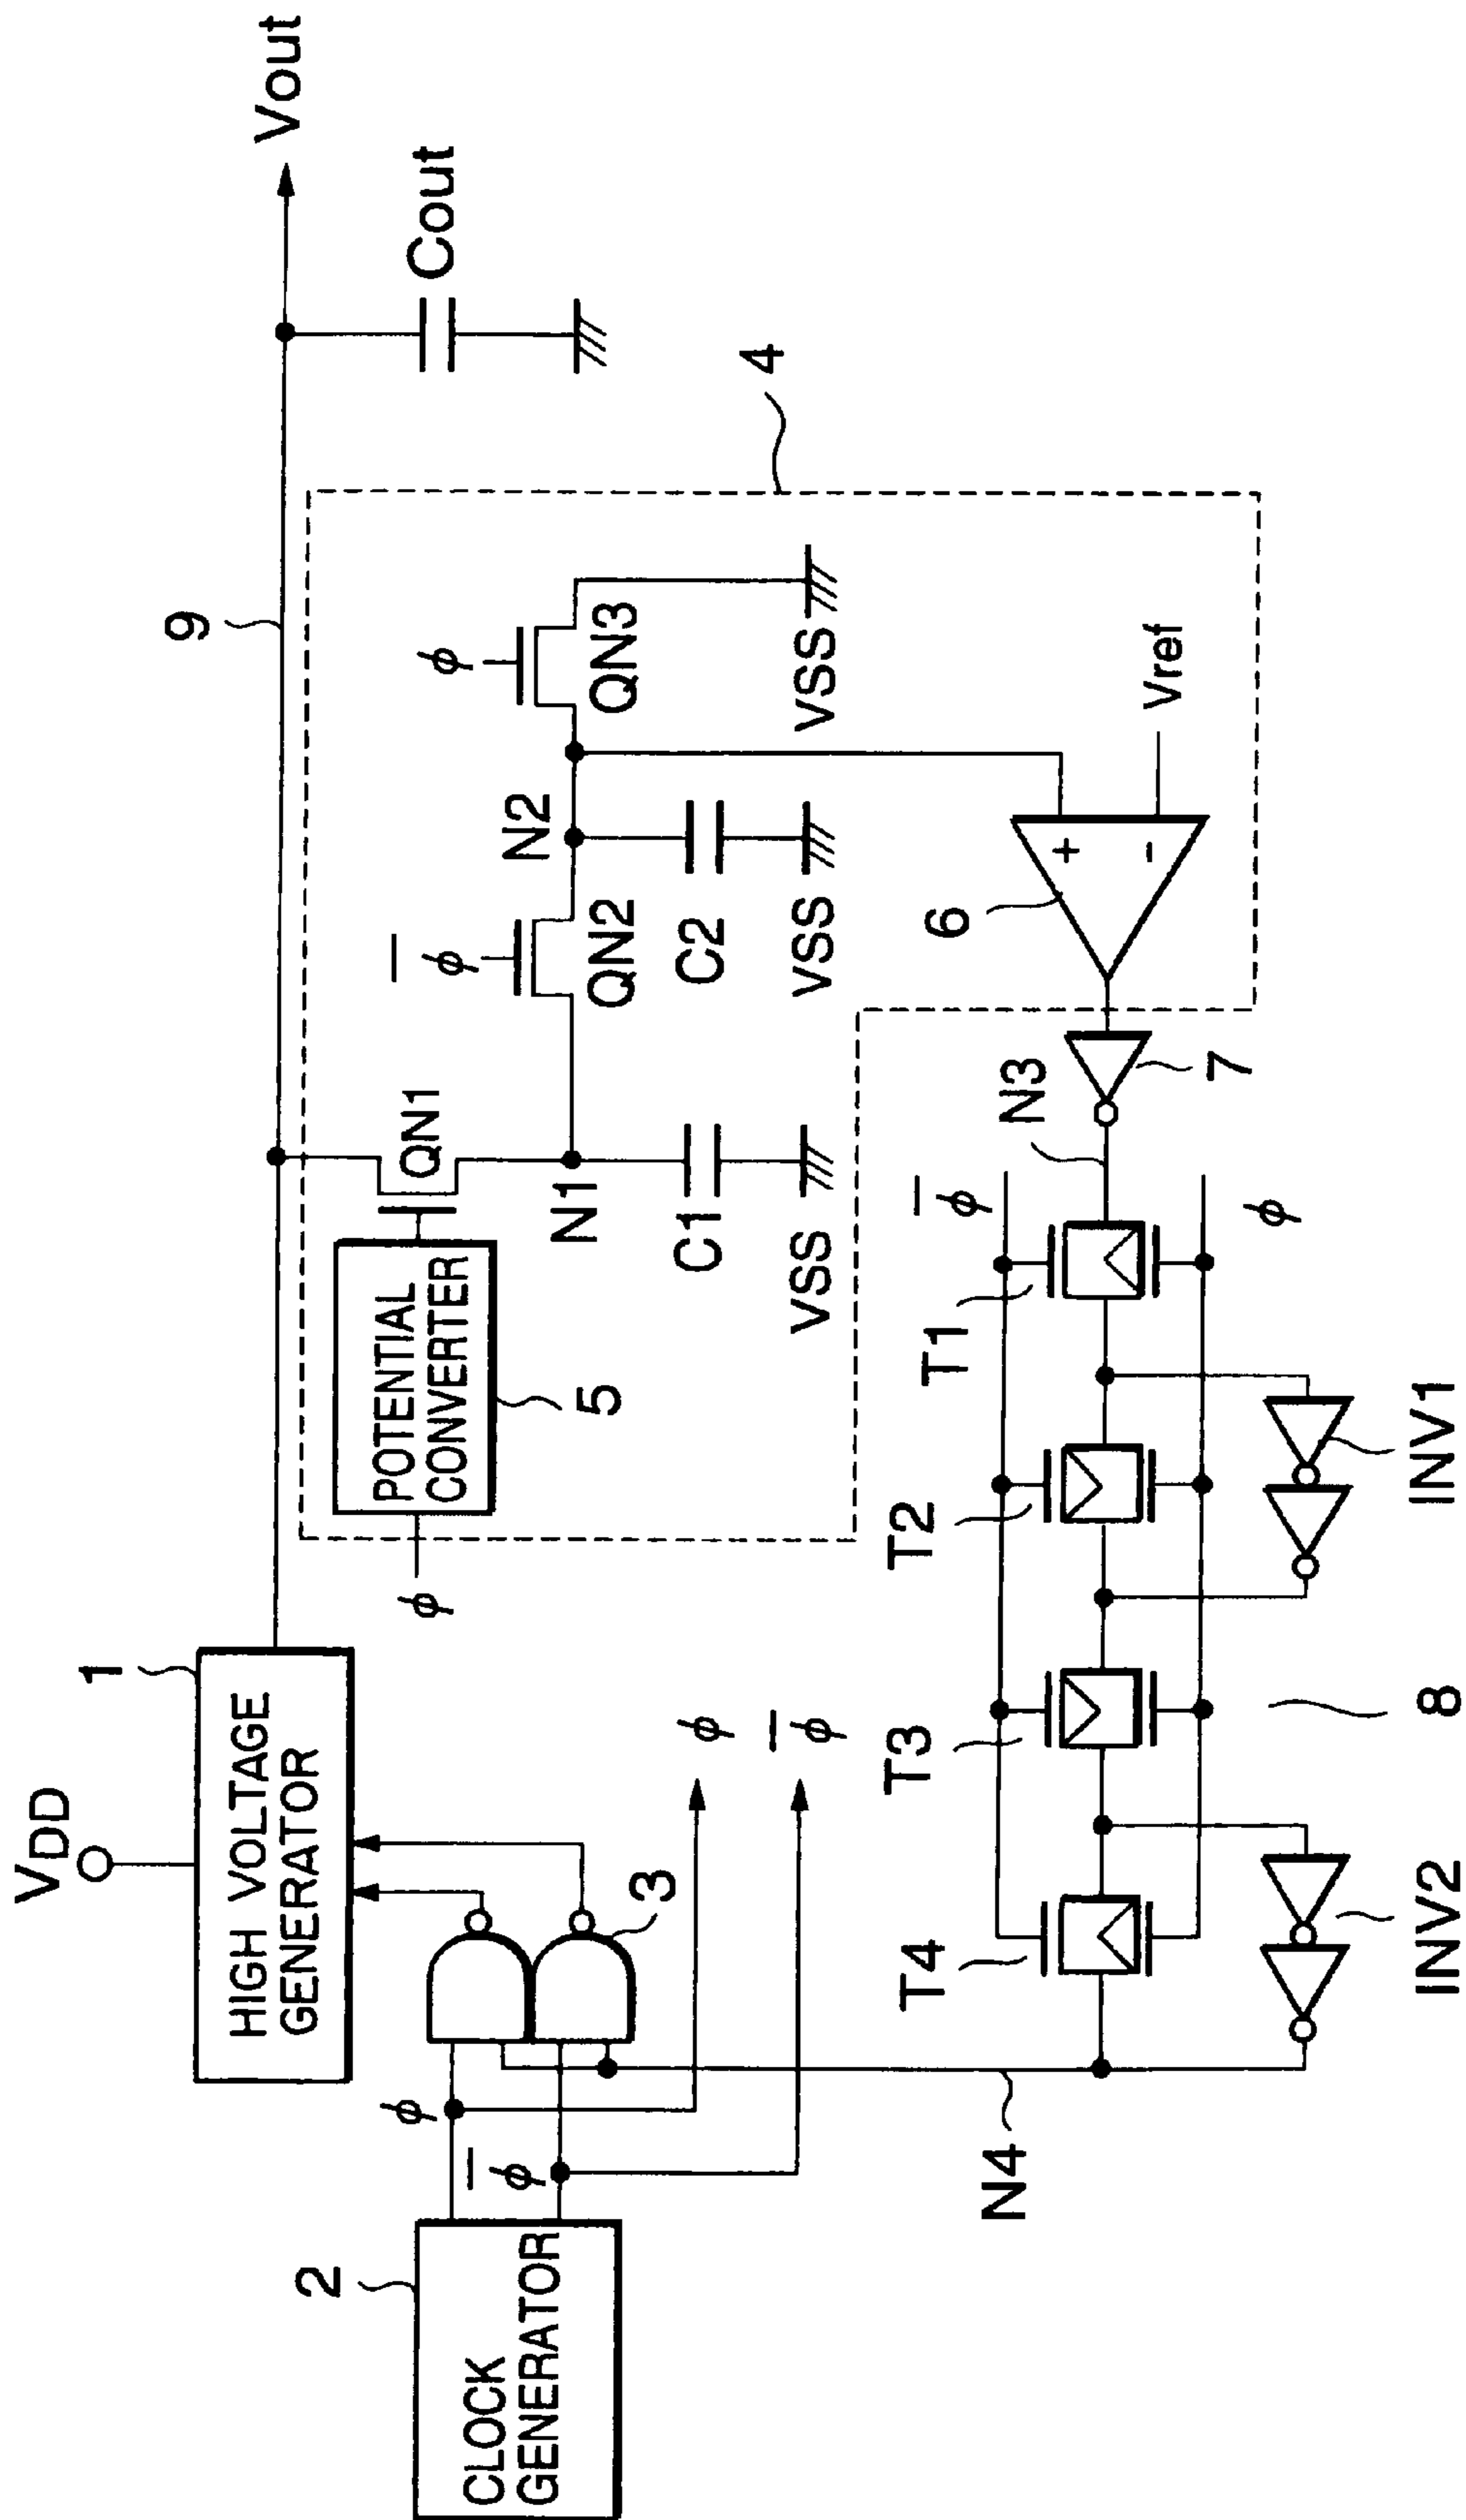 VDD
1
HIGH VOLTAGE
GENERATOR
9
Vout
Cout
4
2
CLOCK
GENERATOR
ϕ
ϕ̅
3
ϕ
ϕ̅
ϕ
POTENTIAL
CONVERTER
5
QN1
N1
C1
VSS
ϕ̅
QN2
N2
C2
VSS
ϕ
QN3
VSS
Vref
+
-
6
7
N3
ϕ̅
ϕ
T1
T2
T3
T4
INV1
8
INV2
N4